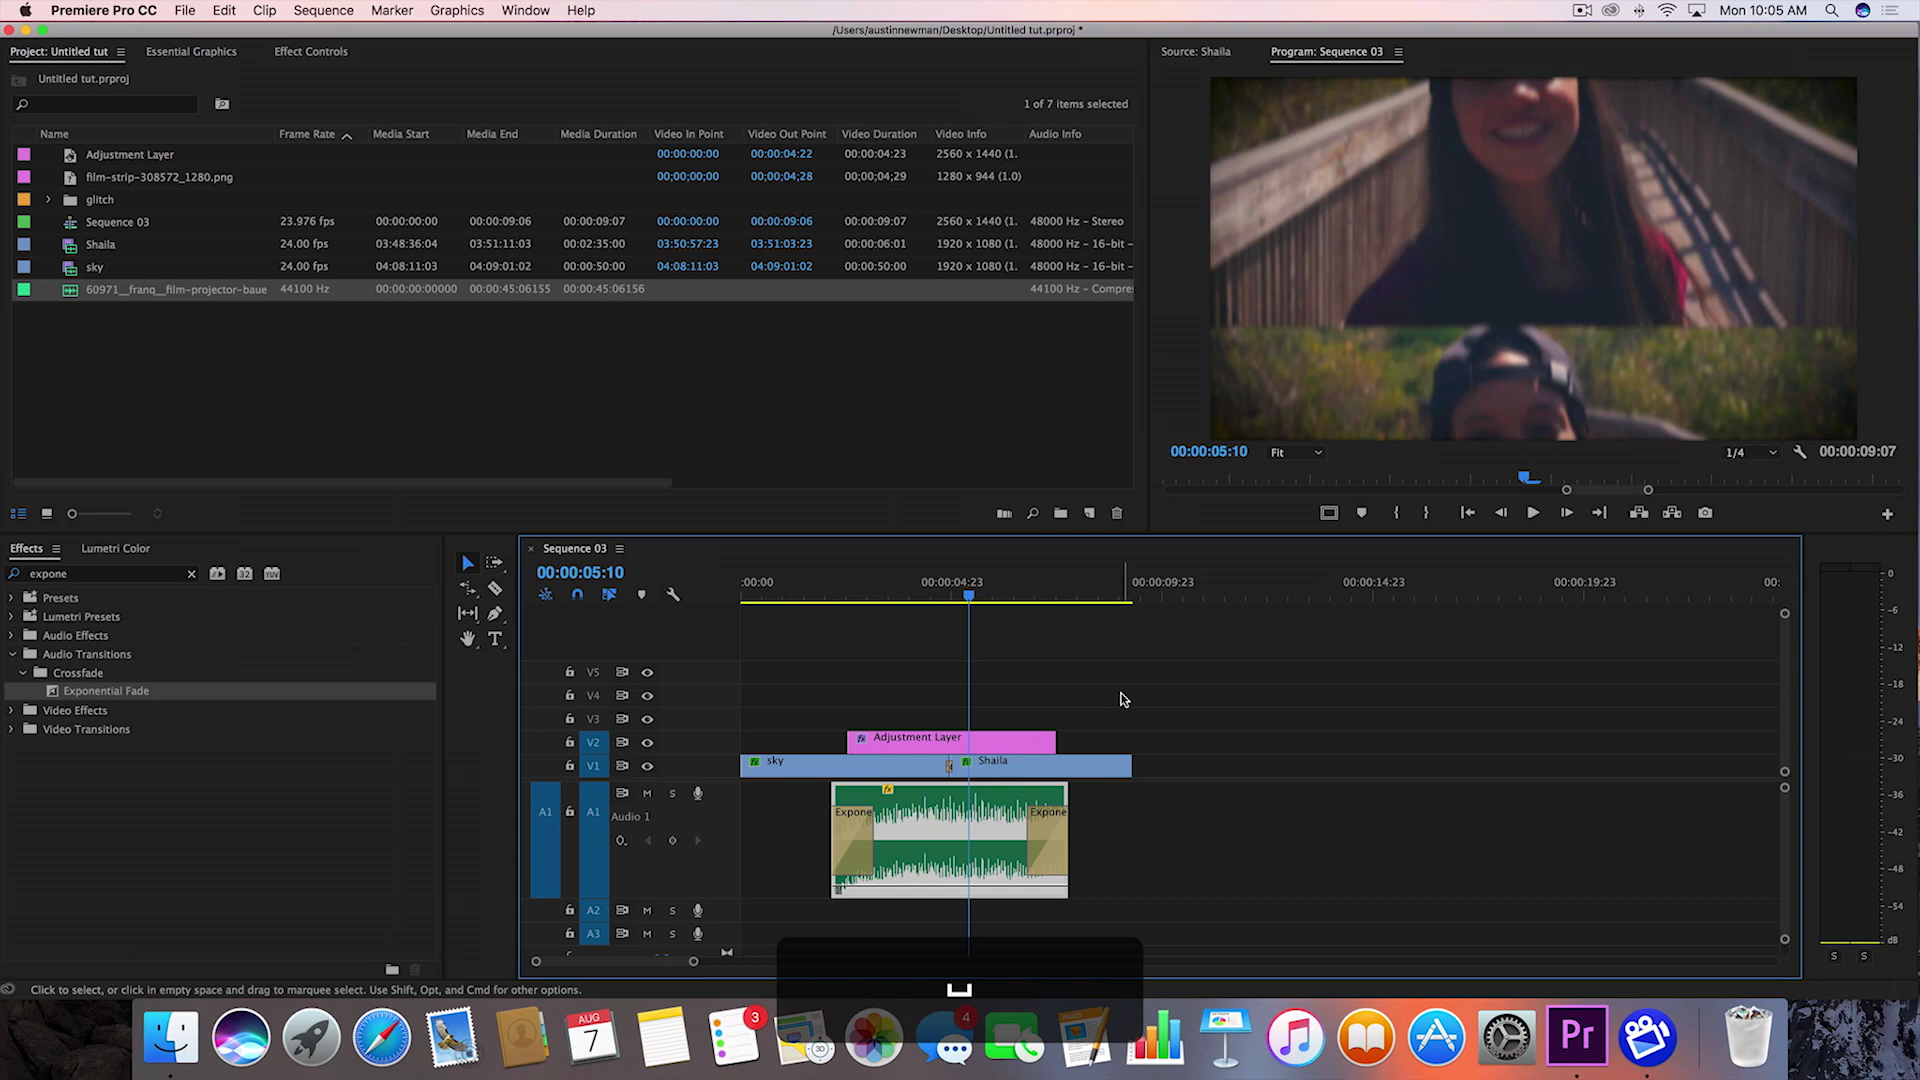 Premiere Pro CC File Edit Clip Sequence Marker Graphics Window Help Mon 10:05 AM
/Users/austinnewman/Desktop/Untitled tut.prproj *
Project: Untitled tut Essential Graphics Effect Controls
Untitled tut.prproj
1 of 7 items selected
Name Frame Rate Media Start Media End Media Duration Video In Point Video Out Point Video Duration Video Info Audio Info
Adjustment Layer 00:00:00:00 00:00:04:22 00:00:04:23 2560 x 1440 (1.
film-strip-308572_1280.png 00;00;00;00 00;00;04;28 00;00;04;29 1280 x 944 (1.0)
glitch
Sequence 03 23.976 fps 00:00:00:00 00:00:09:06 00:00:09:07 00:00:00:00 00:00:09:06 00:00:09:07 2560 x 1440 (1. 48000 Hz - Stereo
Shaila 24.00 fps 03:48:36:04 03:51:11:03 00:02:35:00 03:50:57:23 03:51:03:23 00:00:06:01 1920 x 1080 (1. 48000 Hz - 16-bit -
sky 24.00 fps 04:08:11:03 04:09:01:02 00:00:50:00 04:08:11:03 04:09:01:02 00:00:50:00 1920 x 1080 (1. 48000 Hz - 16-bit -
60971__franq__film-projector-baue 44100 Hz 00:00:00:00000 00:00:45:06155 00:00:45:06156 44100 Hz - Compres
Source: Shaila Program: Sequence 03
00:00:05:10 Fit 1/4 00:00:09:07
Effects Lumetri Color
expone 32 YUV
Presets
Lumetri Presets
Audio Effects
Audio Transitions
Crossfade
Exponential Fade
Video Effects
Video Transitions
Sequence 03
00:00:05:10
:00:00 00:00:04:23 00:00:09:23 00:00:14:23 00:00:19:23 00:
V5
V4
V3
V2 fx Adjustment Layer
V1 fx sky fx Shaila
A1 A1 M S fx
Audio 1 Expone Expone
A2 M S
A3 M S
0
-6
-12
-18
-24
-30
-36
-42
-48
-54
dB
S S
Click to select, or click in empty space and drag to marquee select. Use Shift, Opt, and Cmd for other options.
AUG
7
3
3D
4
Pr